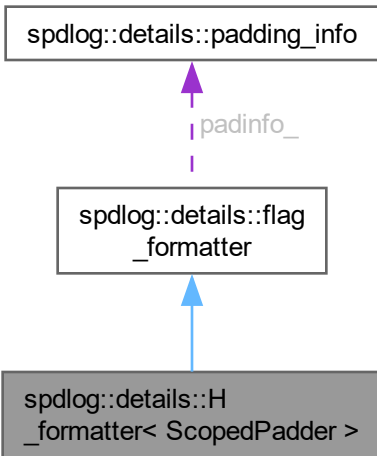 spdlog::details::padding_info
padinfo_
spdlog::details::flag
_formatter
spdlog::details::H
_formatter< ScopedPadder >